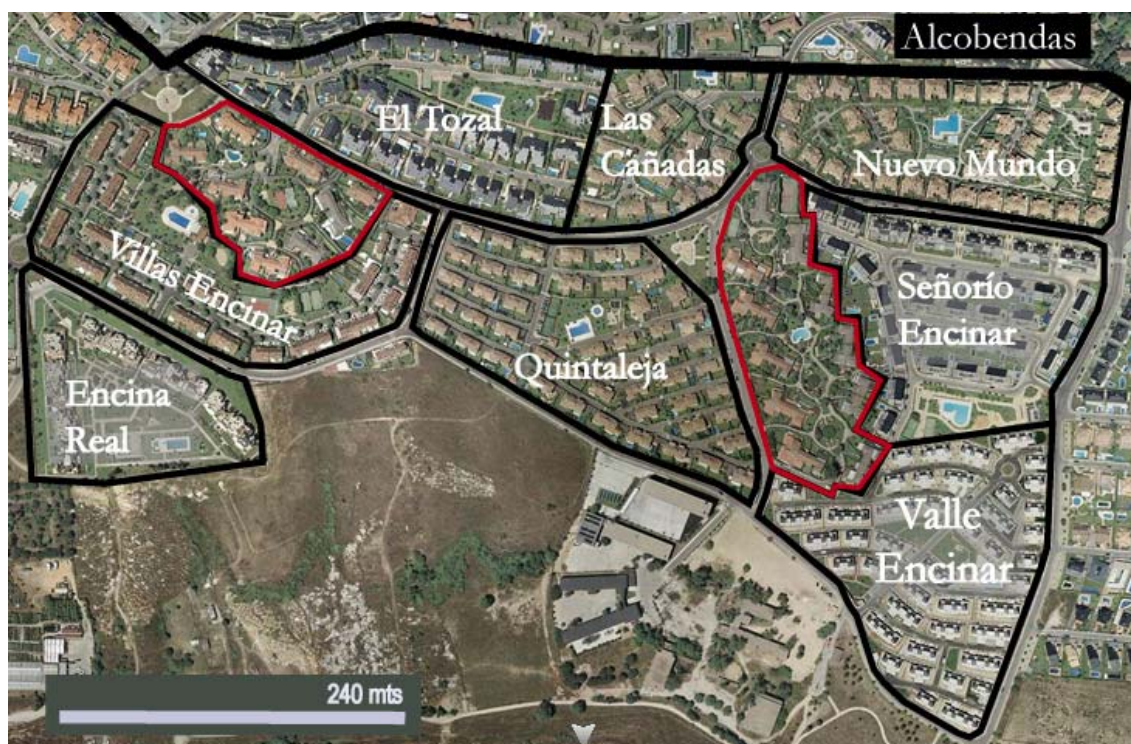 Alcobendas
El Tozal
Las
Cañadas
Nuevo Mundo
Villas Encinar
Señorío
Encinar
Quintaleja
Encina
Real
Valle
Encinar
240 mts